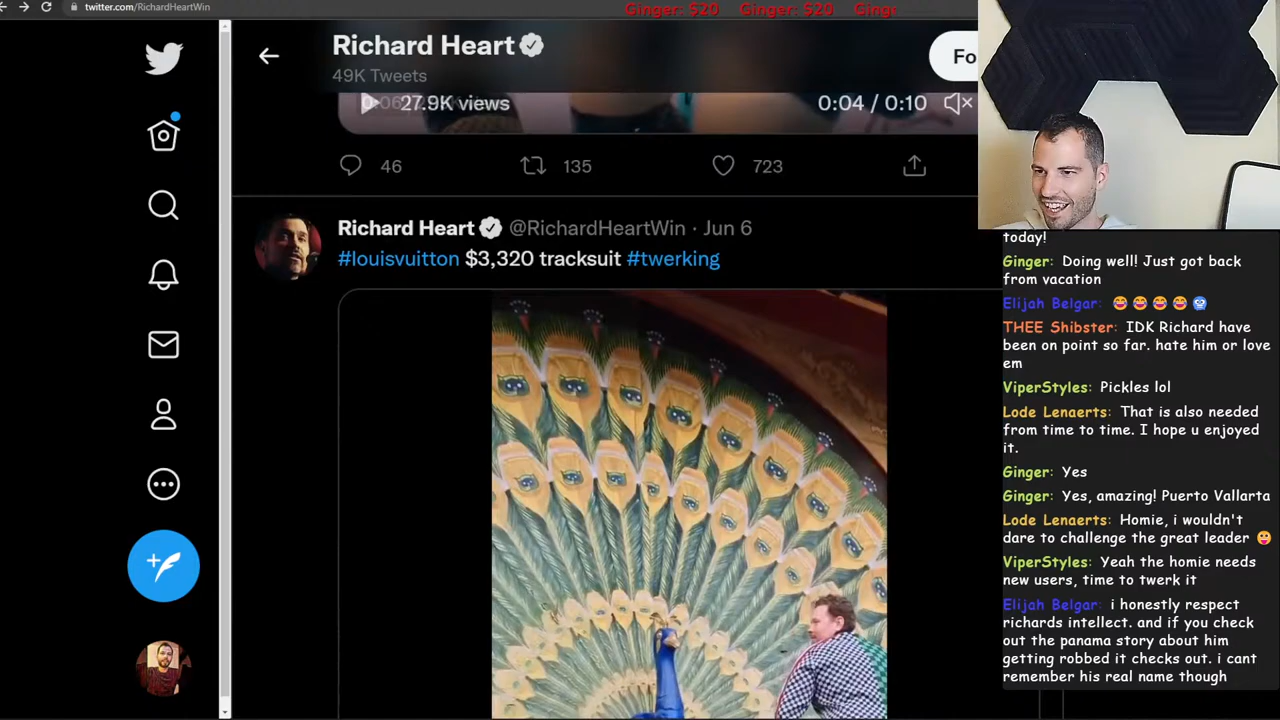 twitter.com/RichardHeartWin
Ginger: $20 Ginger: $20 Ging
Richard Heart
49K Tweets
Fo
27.9K views
0:04 / 0:10
46 135 723
Richard Heart @RichardHeartWin · Jun 6
#louisvuitton $3,320 tracksuit #twerking
today!
Ginger: Doing well! Just got back
from vacation
Elijah Belgar: 😂😂😂😂🥶
THEE Shibster: IDK Richard have
been on point so far. hate him or love
em
ViperStyles: Pickles lol
Lode Lenaerts: That is also needed
from time to time. I hope u enjoyed
it.
Ginger: Yes
Ginger: Yes, amazing! Puerto Vallarta
Lode Lenaerts: Homie, i wouldn't
dare to challenge the great leader 😜
ViperStyles: Yeah the homie needs
new users, time to twerk it
Elijah Belgar: i honestly respect
richards intellect. and if you check
out the panama story about him
getting robbed it checks out. i cant
remember his real name though